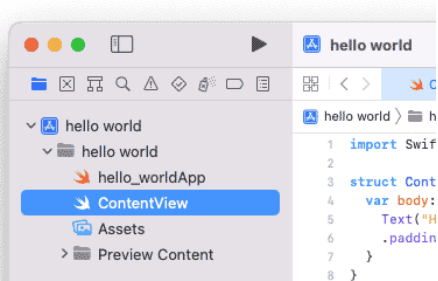 hello world
hello world
hello world
hello world
hello_worldApp
ContentView
Assets
Preview Content
1 import Swif
2
3 struct Cont
4 var body:
5 Text("H
6 .paddin
7 }
8 }